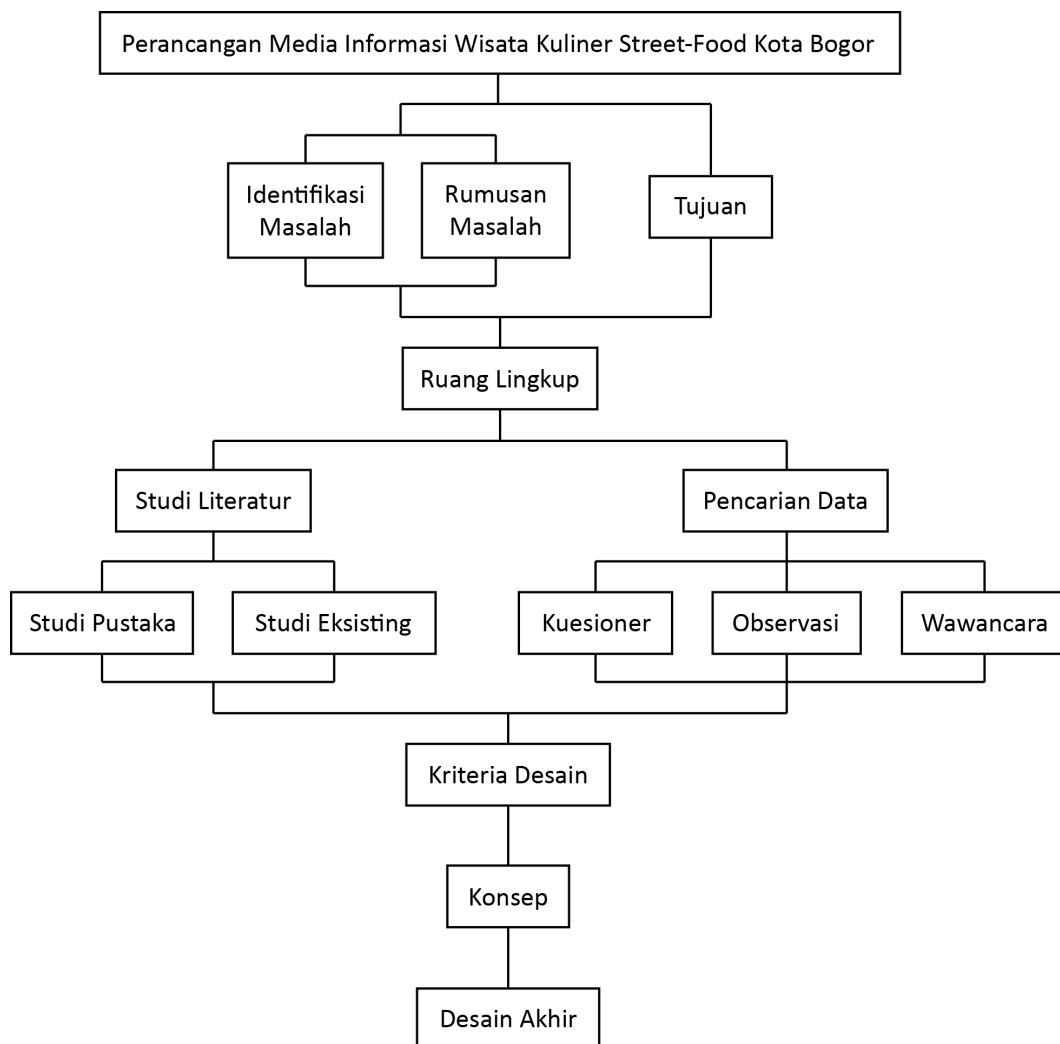 Perancangan Media Informasi Wisata Kuliner Street-Food Kota Bogor
Identifikasi
Masalah
Rumusan
Masalah
Tujuan
Ruang Lingkup
Studi Literatur
Pencarian Data
Studi Pustaka
Studi Eksisting
Kuesioner
Observasi
Wawancara
Kriteria Desain
Konsep
Desain Akhir